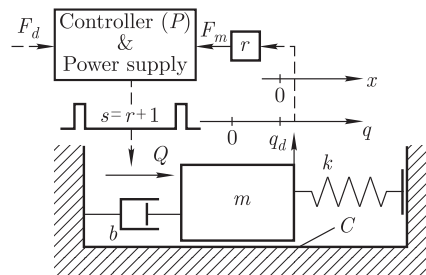 F_d
Controller (P)
&
Power supply
F_m
r
x
0
s=r+1
0
q_d
q
Q
k
m
b
C